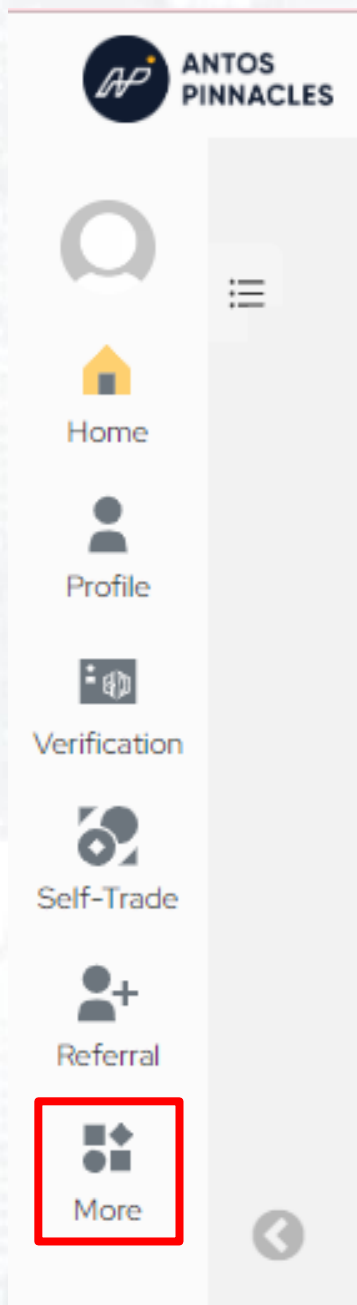 ANTOS
PINNACLES
Home
Profile
Verification
Self-Trade
Referral
More